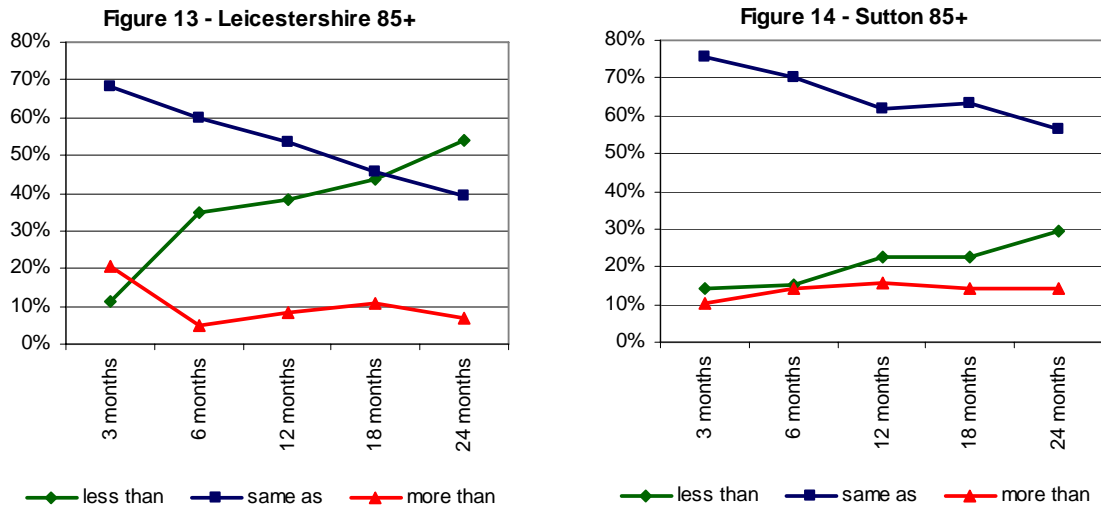 Figure 13 - Leicestershire 85+
80%
70%
60%
50%
40%
30%
20%
10%
0%
3 months
6 months
12 months
18 months
24 months
less than
same as
more than
Figure 14 - Sutton 85+
80%
70%
60%
50%
40%
30%
20%
10%
0%
3 months
6 months
12 months
18 months
24 months
less than
same as
more than